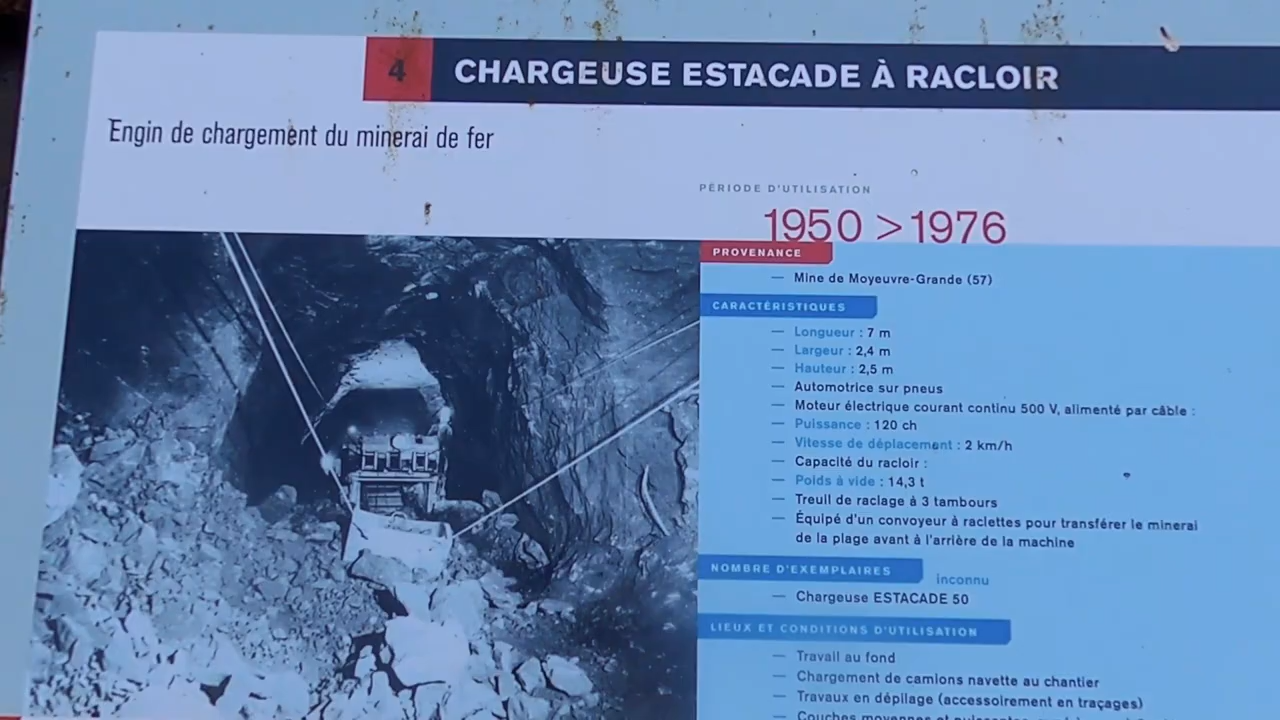 4 CHARGEUSE ESTACADE À RACLOIR
Engin de chargement du minerai de fer
PÉRIODE D'UTILISATION
1950 > 1976
PROVENANCE
— Mine de Moyeuvre-Grande (57)
CARACTÉRISTIQUES
— Longueur : 7 m
— Largeur : 2,4 m
— Hauteur : 2,5 m
— Automotrice sur pneus
— Moteur électrique courant continu 500 V, alimenté par câble :
— Puissance : 120 ch
— Vitesse de déplacement : 2 km/h
— Capacité du racloir :
— Poids à vide : 14,3 t
— Treuil de raclage à 3 tambours
— Équipé d'un convoyeur à raclettes pour transférer le minerai
de la plage avant à l'arrière de la machine
NOMBRE D'EXEMPLAIRES inconnu
— Chargeuse ESTACADE 50
LIEUX ET CONDITIONS D'UTILISATION
— Travail au fond
— Chargement de camions navette au chantier
— Travaux en dépilage (accessoirement en traçages)
— Couches moyennes et puissantes